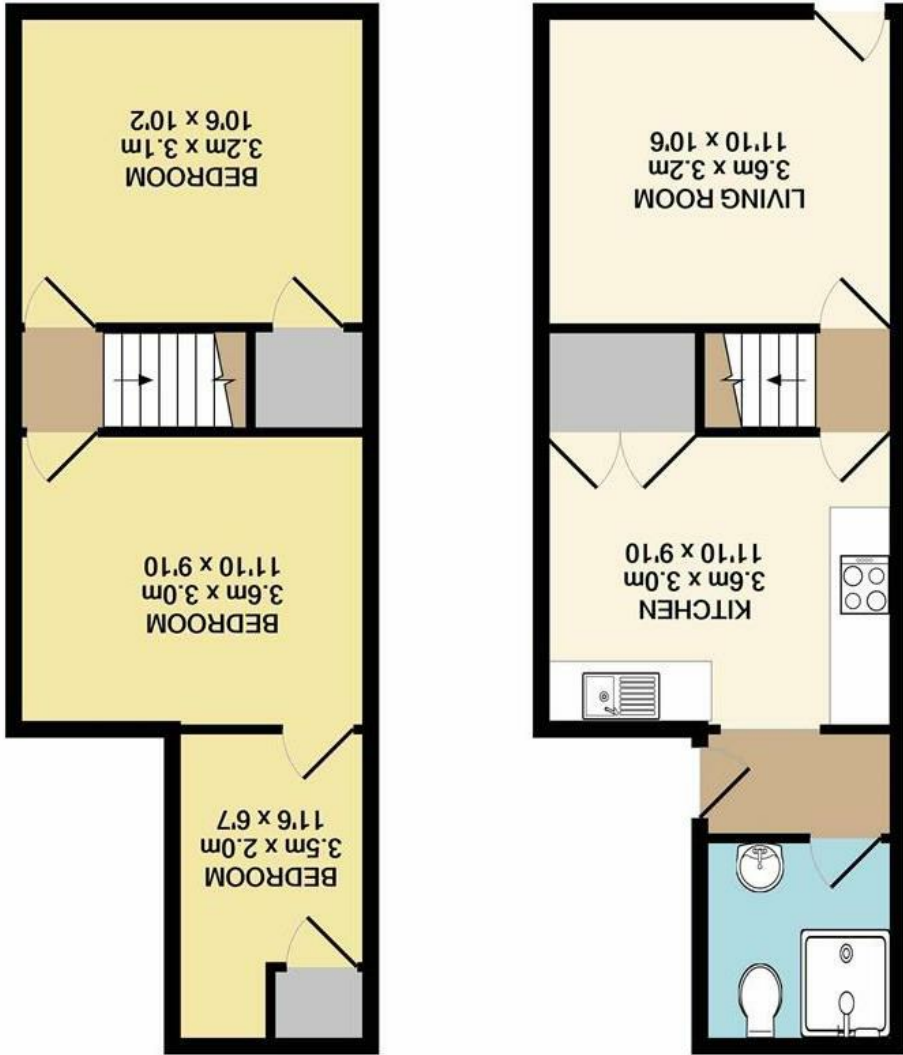 KITCHEN
3.6m x 3.0m
11'10 x 9'10
LIVING ROOM
3.6m x 3.2m
11'10 x 10'6
BEDROOM
3.5m x 2.0m
11'6 x 6'7
BEDROOM
3.6m x 3.0m
11'10 x 9'10
BEDROOM
3.2m x 3.1m
10'6 x 10'2